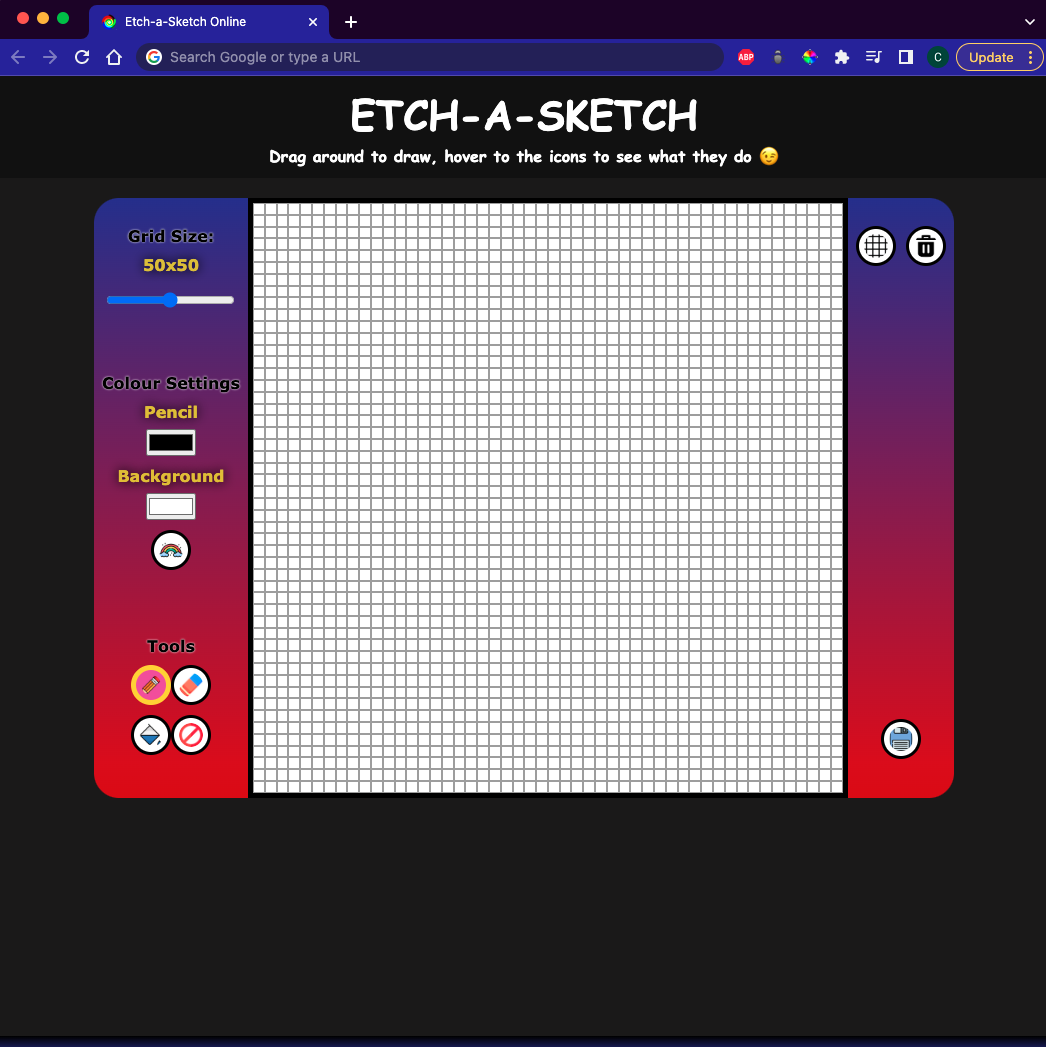 Etch-a-Sketch Online
Search Google or type a URL
ABP
C
Update
ETCH-A-SKETCH
Drag around to draw, hover to the icons to see what they do 😉
Grid Size:
50x50
Colour Settings
Pencil
Background
Tools